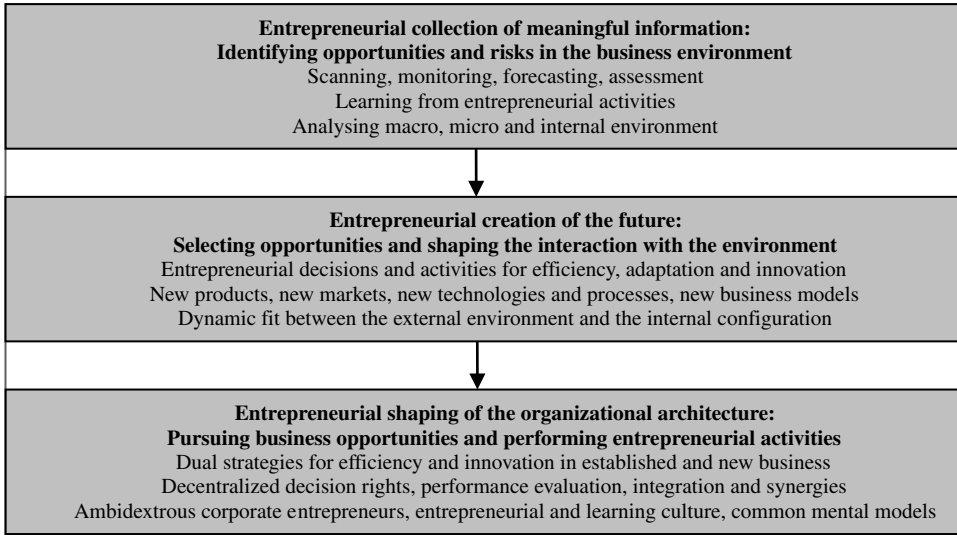 Entrepreneurial collection of meaningful information:
Identifying opportunities and risks in the business environment
Scanning, monitoring, forecasting, assessment
Learning from entrepreneurial activities
Analysing macro, micro and internal environment
Entrepreneurial creation of the future:
Selecting opportunities and shaping the interaction with the environment
Entrepreneurial decisions and activities for efficiency, adaptation and innovation
New products, new markets, new technologies and processes, new business models
Dynamic fit between the external environment and the internal configuration
Entrepreneurial shaping of the organizational architecture:
Pursuing business opportunities and performing entrepreneurial activities
Dual strategies for efficiency and innovation in established and new business
Decentralized decision rights, performance evaluation, integration and synergies
Ambidextrous corporate entrepreneurs, entrepreneurial and learning culture, common mental models